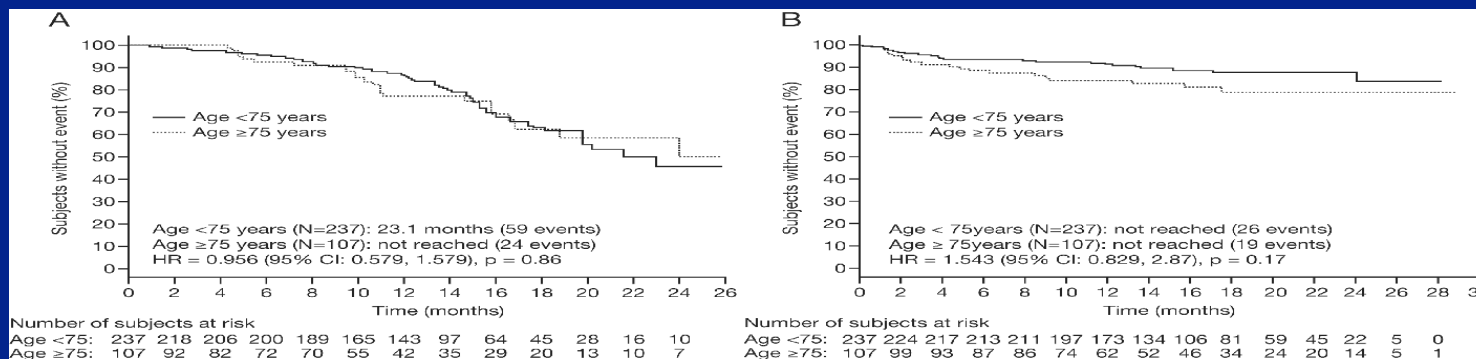 A
Subjects without event (%)
100
90
80
70
60
50
40
30
20
10
0
Age <75 years
Age ≥75 years
Age <75 years (N=237): 23.1 months (59 events)
Age ≥75 years (N=107): not reached (24 events)
HR = 0.956 (95% CI: 0.579, 1.579), p = 0.86
0 2 4 6 8 10 12 14 16 18 20 22 24 26
Time (months)
Number of subjects at risk
Age <75: 237 218 206 200 189 165 143 97 64 45 28 16 10
Age ≥75: 107 92 82 72 70 55 42 35 29 20 13 10 7
B
Subjects without event (%)
100
90
80
70
60
50
40
30
20
10
0
Age <75 years
Age ≥75 years
Age < 75years (N=237): not reached (26 events)
Age ≥ 75years (N=107): not reached (19 events)
HR = 1.543 (95% CI: 0.829, 2.87), p = 0.17
0 2 4 6 8 10 12 14 16 18 20 22 24 26 28
Time (months)
Number of subjects at risk
Age <75: 237 224 217 213 211 197 173 134 106 81 59 45 22 5 0
Age ≥75: 107 99 93 87 86 74 62 52 46 34 24 20 14 5 1